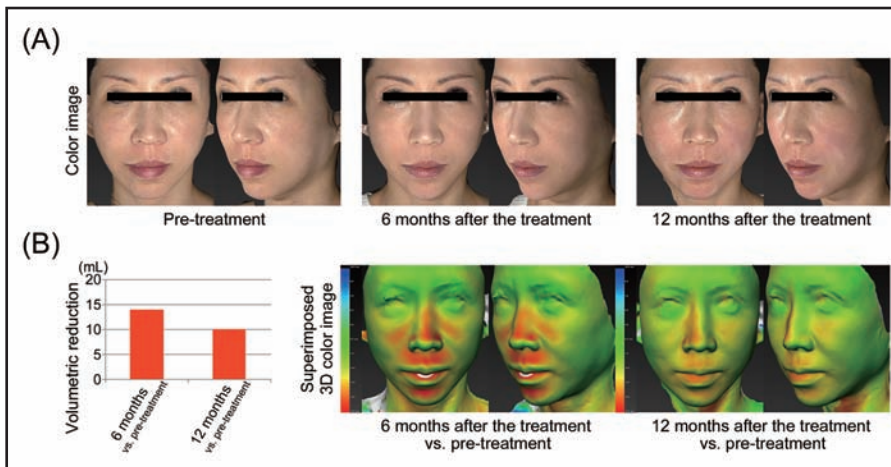 (A)
Color image
Pre-treatment
6 months after the treatment
12 months after the treatment
(B)
Volumetric reduction
(mL)
20
15
10
5
0
6 months
vs. pre-treatment
12 months
vs. pre-treatment
Superimposed
3D color image
6 months after the treatment
vs. pre-treatment
12 months after the treatment
vs. pre-treatment